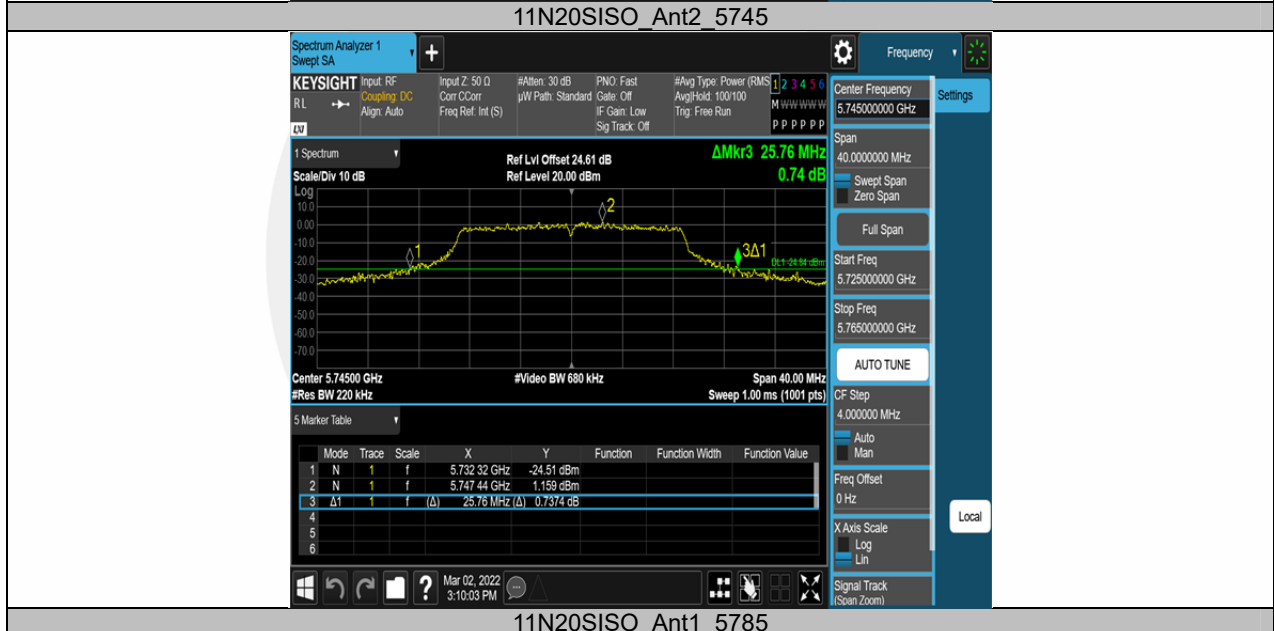 11N20SISO_Ant2_5745
Spectrum Analyzer 1
Swept SA
Frequency
KEYSIGHT
RL
LXI
Input: RF
Coupling: DC
Align: Auto
Input Z: 50 Ω
Corr CCorr
Freq Ref: Int (S)
#Atten: 30 dB
µW Path: Standard
PNO: Fast
Gate: Off
IF Gain: Low
Sig Track: Off
#Avg Type: Power (RMS
Avg|Hold: 100/100
Trig: Free Run
1 2 3 4 5 6
M W W W W W
P P P P P P
Center Frequency
5.745000000 GHz
Settings
Span
40.0000000 MHz
Swept Span
Zero Span
Full Span
Start Freq
5.725000000 GHz
Stop Freq
5.765000000 GHz
AUTO TUNE
CF Step
4.000000 MHz
Auto
Man
Freq Offset
0 Hz
X Axis Scale
Log
Lin
Signal Track
(Span Zoom)
Local
1 Spectrum
Ref Lvl Offset 24.61 dB
ΔMkr3 25.76 MHz
Scale/Div 10 dB
Ref Level 20.00 dBm
0.74 dB
Log
10.0
0.00
-10.0
-20.0
-30.0
-40.0
-50.0
-60.0
-70.0
1
2
3Δ1
DL1 -24.84 dBm
Center 5.74500 GHz
#Video BW 680 kHz
Span 40.00 MHz
#Res BW 220 kHz
Sweep 1.00 ms (1001 pts)
5 Marker Table
Mode Trace Scale X Y Function Function Width Function Value
1 N 1 f 5.732 32 GHz -24.51 dBm
2 N 1 f 5.747 44 GHz 1.159 dBm
3 Δ1 1 f (Δ) 25.76 MHz (Δ) 0.7374 dB
4
5
6
?
Mar 02, 2022
3:10:03 PM
11N20SISO_Ant1_5785